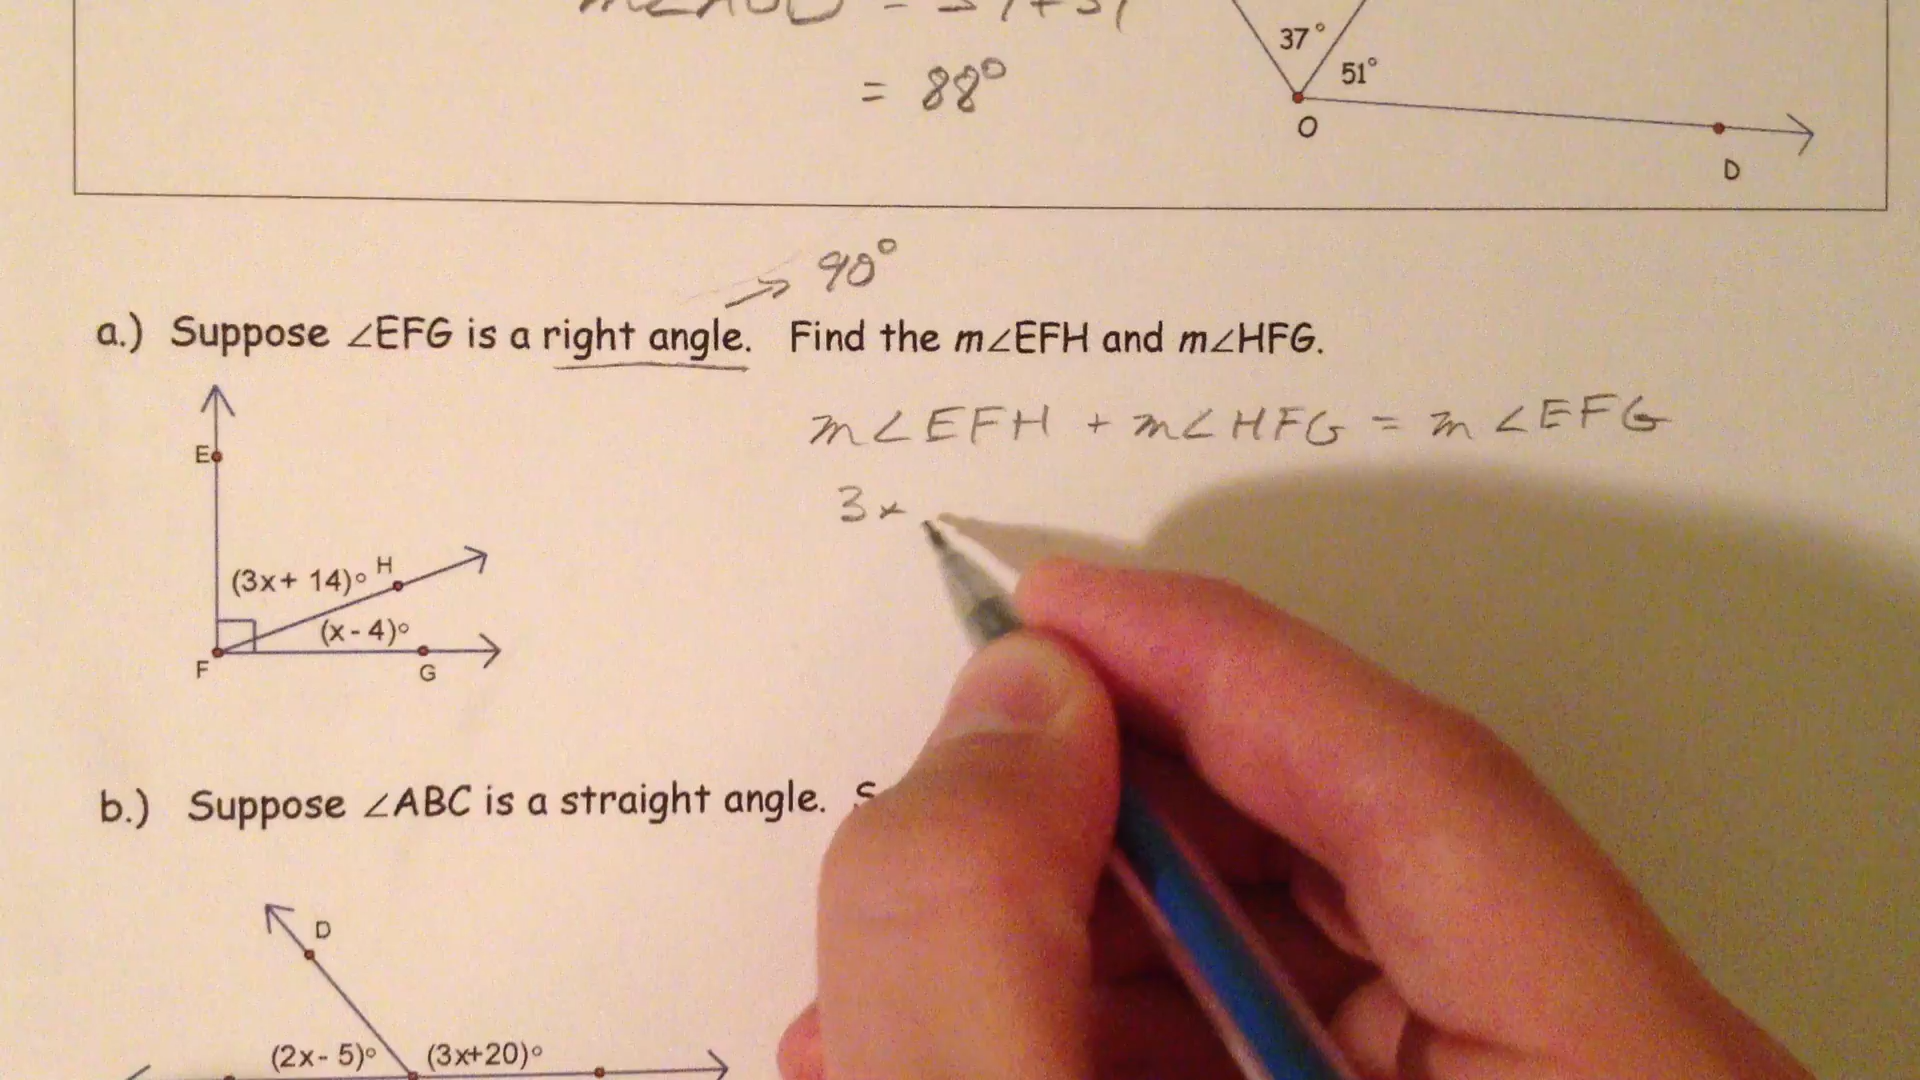 = 88°
37°
51°
O
D
90°
a.) Suppose ∠EFG is a right angle. Find the m∠EFH and m∠HFG.
m∠EFH + m∠HFG = m∠EFG
E
3x
(3x+ 14)° H
(x - 4)°
F
G
b.) Suppose ∠ABC is a straight angle.
D
(2x - 5)° (3x+20)°